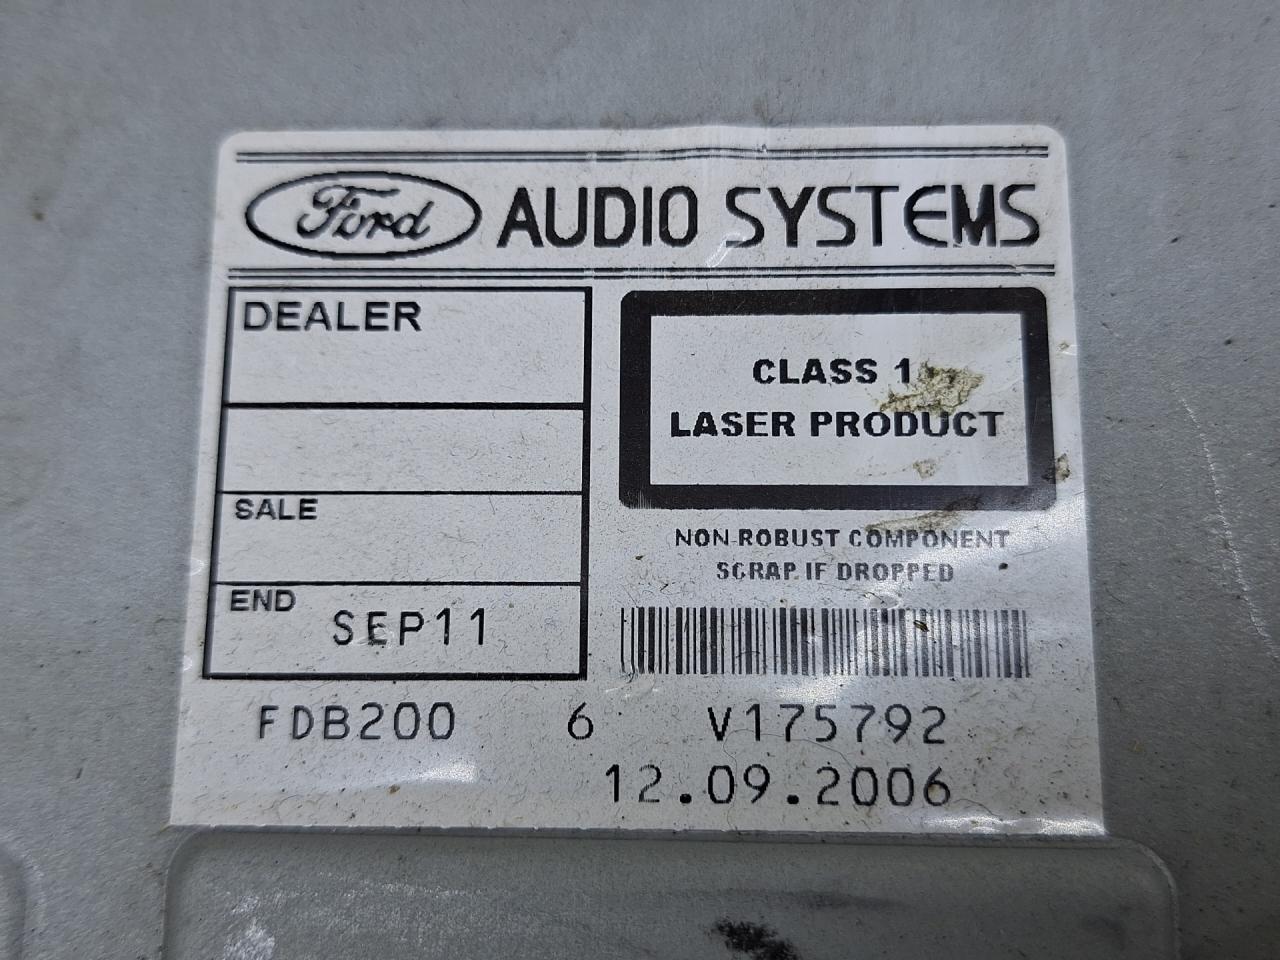 Ford AUDIO SYSTEMS
DEALER
SALE
END SEP11
CLASS 1
LASER PRODUCT
NON-ROBUST COMPONENT
SCRAP IF DROPPED
FDB200 6 V175792
12.09.2006